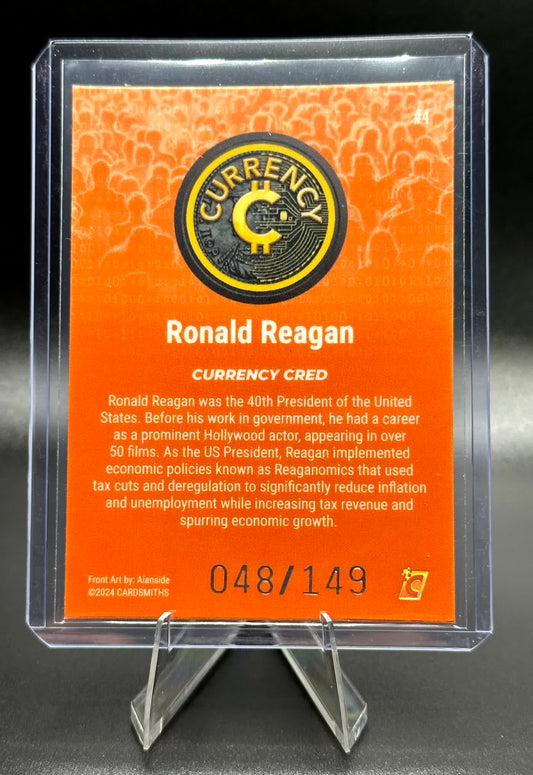 #4
CURRENCY
Ronald Reagan
CURRENCY CRED
Ronald Reagan was the 40th President of the United
States. Before his work in government, he had a career
as a prominent Hollywood actor, appearing in over
50 films. As the US President, Reagan implemented
economic policies known as Reaganomics that used
tax cuts and deregulation to significantly reduce inflation
and unemployment while increasing tax revenue and
spurring economic growth.
Front Art by: Aienside
©2024 CARDSMITHS
048/149